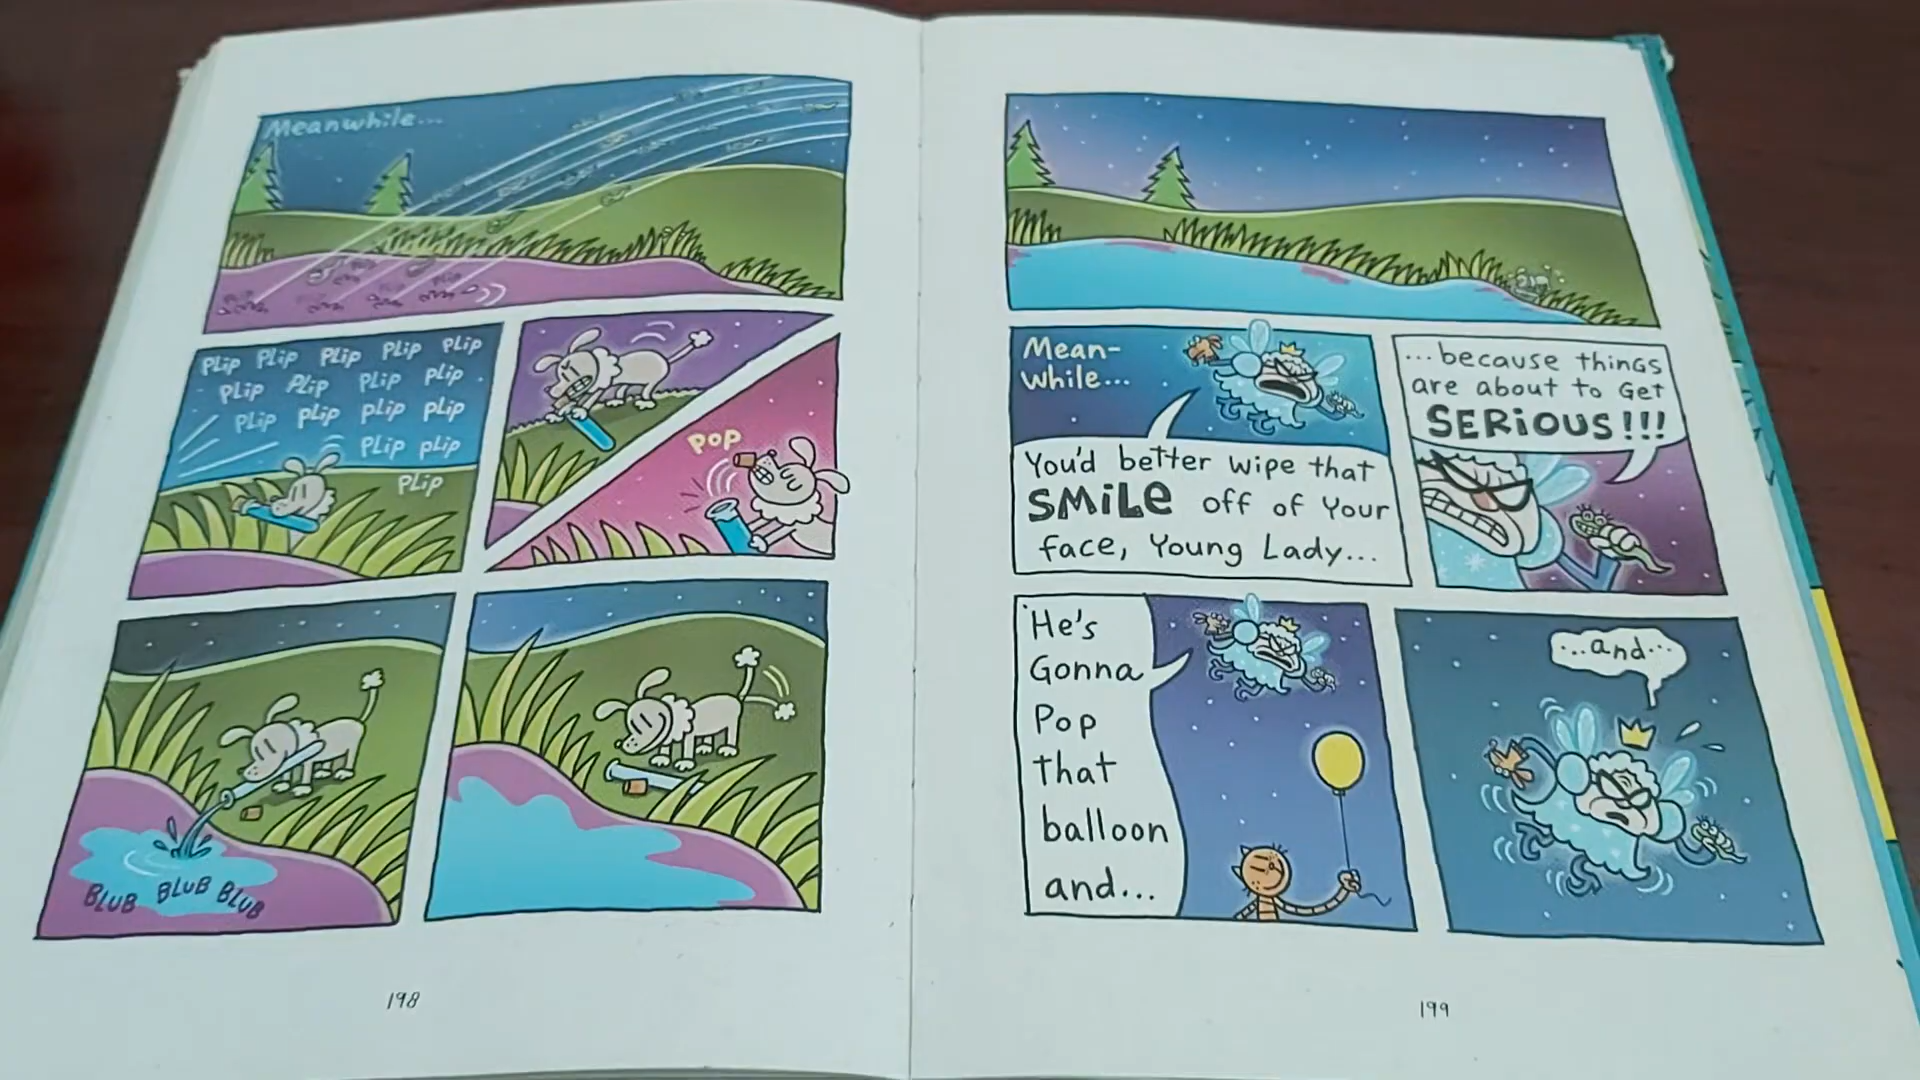 Meanwhile...
PLiP PLiP PLiP PLiP PLiP
PLiP PLiP PLiP PLiP
PLiP PLiP PLiP PLiP
PLiP PLiP
PLiP
POP
BLUB BLUB BLUB
198
Mean-
while...
You'd better wipe that
SMiLe off of Your
face, Young Lady...
...because things
are about to Get
SERiOUS!!!
He's
Gonna
Pop
that
balloon
and...
...and...
199